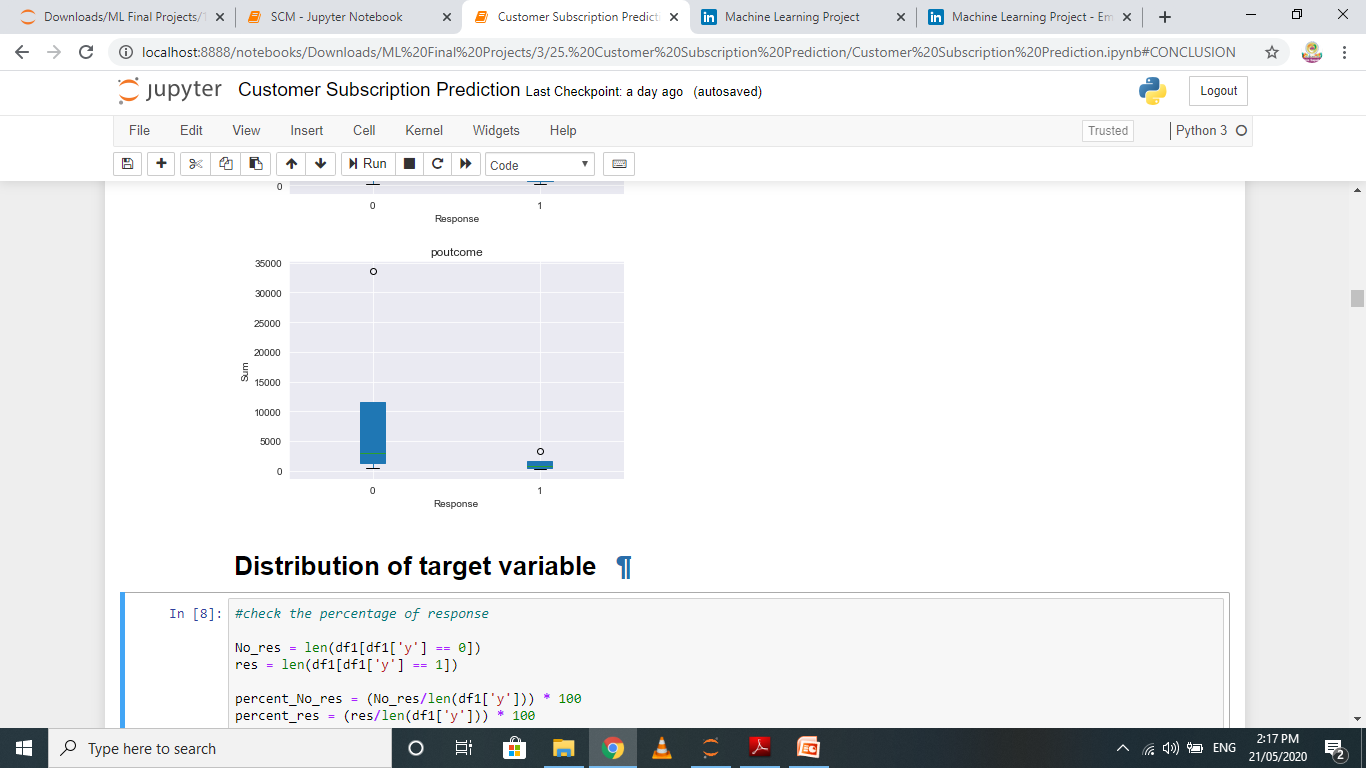 Downloads/ML Final Projects/
SCM - Jupyter Notebook
Customer Subscription Predict
Machine Learning Project
Machine Learning Project - Em
localhost:8888/notebooks/Downloads/ML%20Final%20Projects/3/25.%20Customer%20Subscription%20Prediction/Customer%20Subscription%20Prediction.ipynb#CONCLUSION
jupyter Customer Subscription Prediction Last Checkpoint: a day ago (autosaved)
Logout
File Edit View Insert Cell Kernel Widgets Help
Trusted
Python 3
Run
Code
0
0 1
Response
poutcome
35000
30000
25000
20000
15000
10000
5000
0
Sum
0 1
Response
Distribution of target variable ¶
In [8]:
#check the percentage of response
No_res = len(df1[df1['y'] == 0])
res = len(df1[df1['y'] == 1])
percent_No_res = (No_res/len(df1['y'])) * 100
percent_res = (res/len(df1['y'])) * 100
Type here to search
ENG
2:17 PM
21/05/2020
2